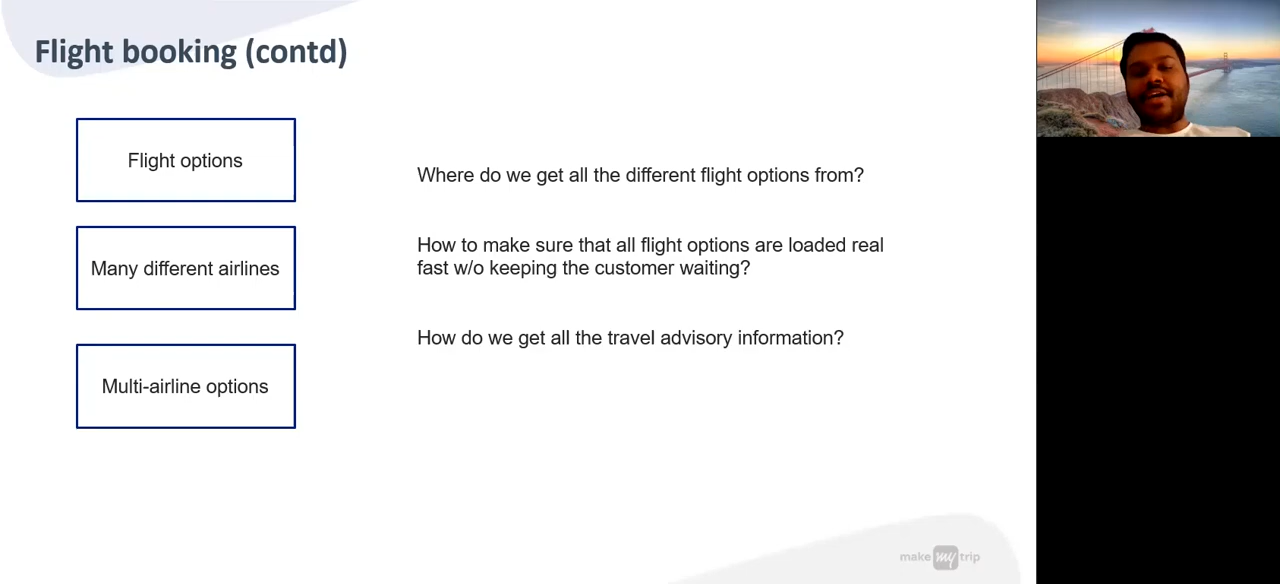 Flight booking (contd)
Flight options
Many different airlines
Multi-airline options
Where do we get all the different flight options from?
How to make sure that all flight options are loaded real
fast w/o keeping the customer waiting?
How do we get all the travel advisory information?
make my trip